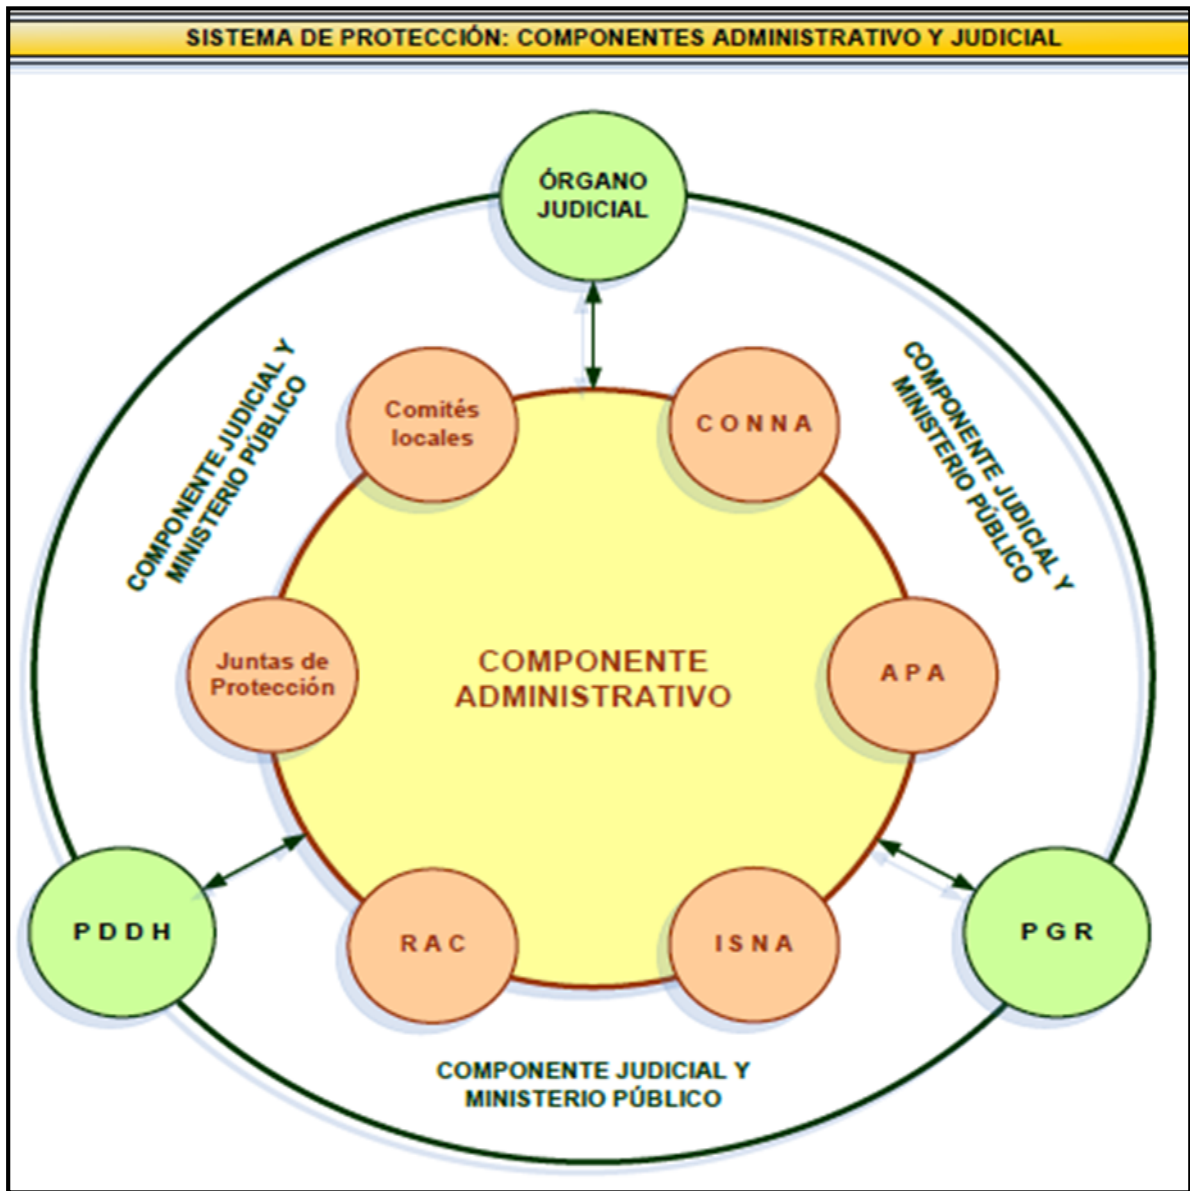 SISTEMA DE PROTECCIÓN: COMPONENTES ADMINISTRATIVO Y JUDICIAL
ÓRGANO
JUDICIAL
COMPONENTE JUDICIAL Y
MINISTERIO PÚBLICO
Comités
locales
CONNA
COMPONENTE JUDICIAL Y
MINISTERIO PÚBLICO
Juntas de
Protección
COMPONENTE
ADMINISTRATIVO
APA
PDDH
RAC
ISNA
PGR
COMPONENTE JUDICIAL Y
MINISTERIO PÚBLICO